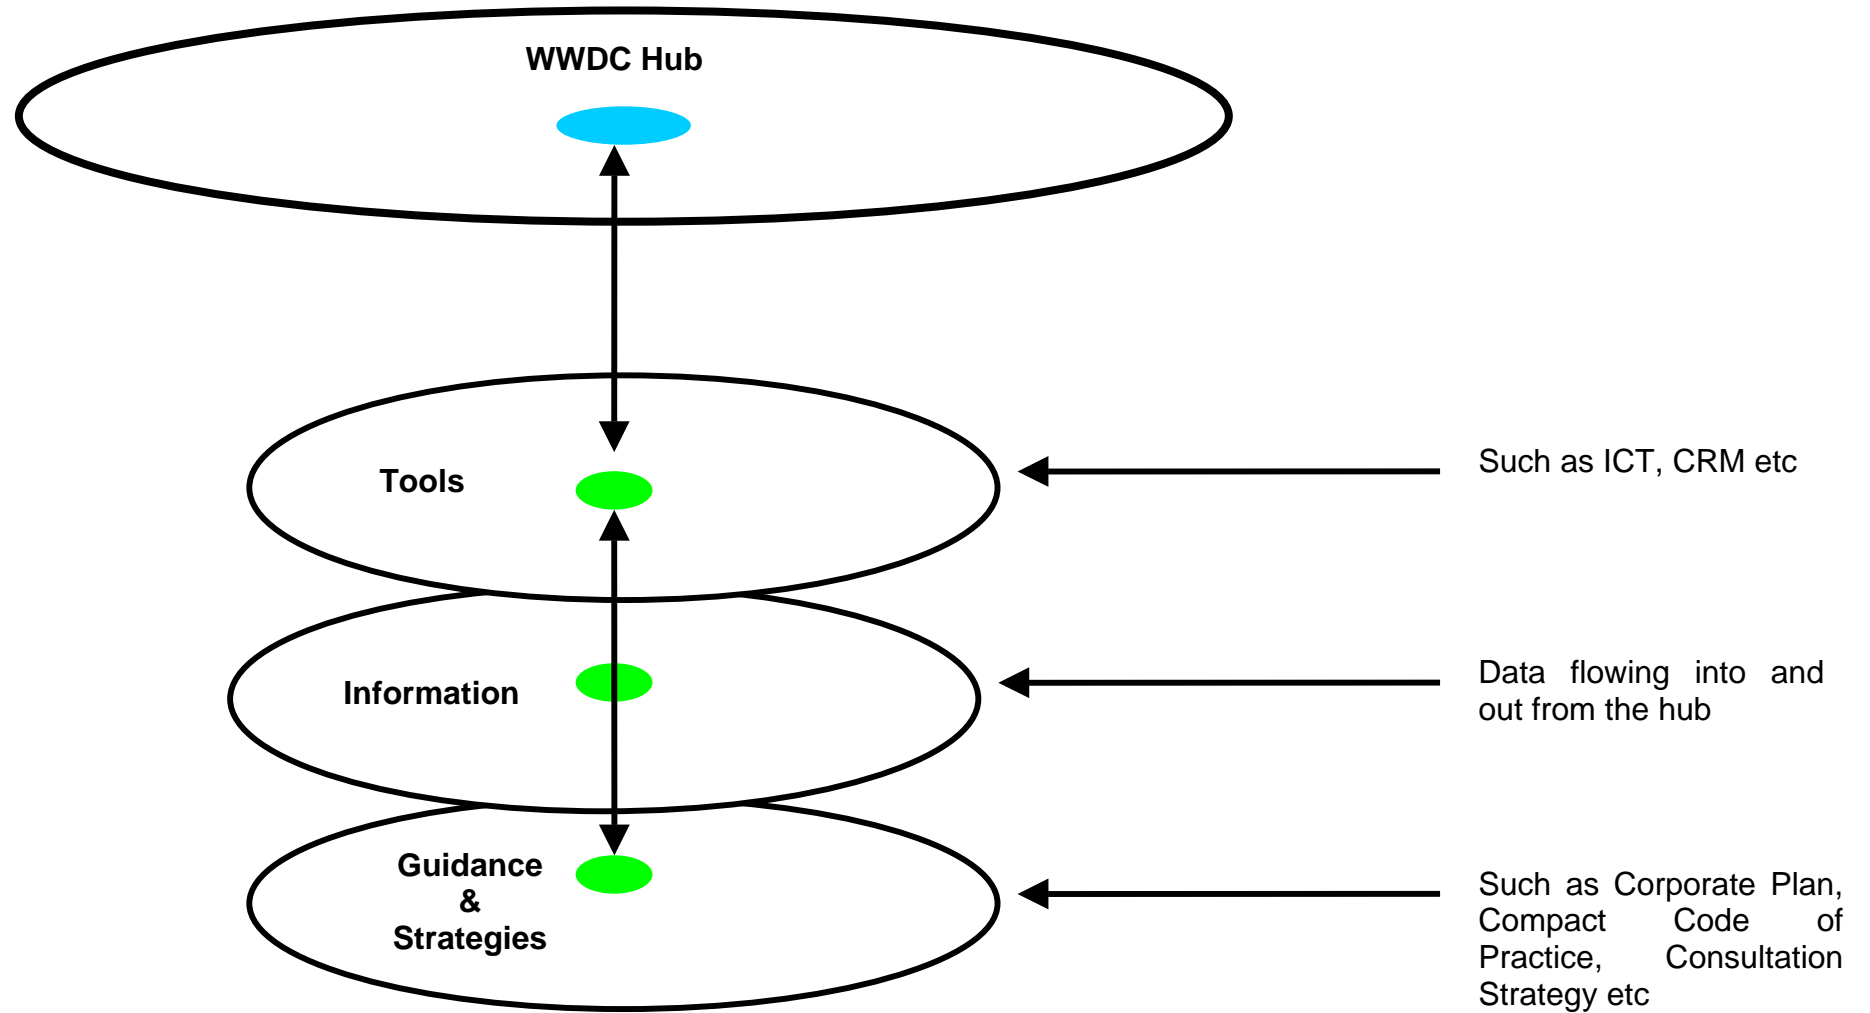 WWDC Hub
Tools
Such as ICT, CRM etc
Information
Data flowing into and
out from the hub
Guidance
&
Strategies
Such as Corporate Plan,
Compact Code of
Practice, Consultation
Strategy etc